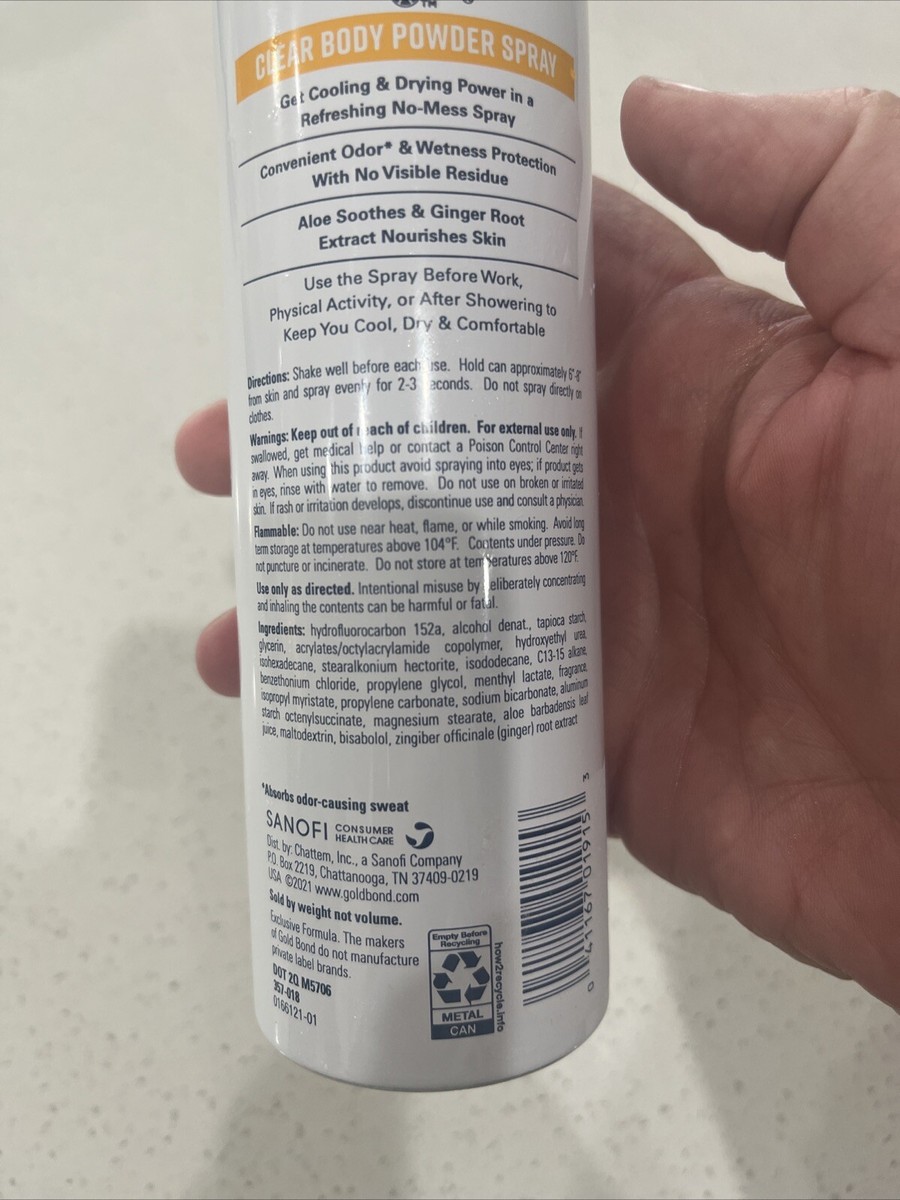 TM
CLEAR BODY POWDER SPRAY
Get Cooling & Drying Power in a
Refreshing No-Mess Spray
Convenient Odor* & Wetness Protection
With No Visible Residue
Aloe Soothes & Ginger Root
Extract Nourishes Skin
Use the Spray Before Work,
Physical Activity, or After Showering to
Keep You Cool, Dry & Comfortable
Directions: Shake well before each use. Hold can approximately 6"-8"
from skin and spray evenly for 2-3 seconds. Do not spray directly on
clothes.
Warnings: Keep out of reach of children. For external use only. If
swallowed, get medical help or contact a Poison Control Center right
away. When using this product avoid spraying into eyes; if product gets
in eyes, rinse with water to remove. Do not use on broken or irritated
skin. If rash or irritation develops, discontinue use and consult a physician.
Flammable: Do not use near heat, flame, or while smoking. Avoid long
term storage at temperatures above 104°F. Contents under pressure. Do
not puncture or incinerate. Do not store at temperatures above 120°F.
Use only as directed. Intentional misuse by deliberately concentrating
and inhaling the contents can be harmful or fatal.
Ingredients: hydrofluorocarbon 152a, alcohol denat., tapioca starch,
glycerin, acrylates/octylacrylamide copolymer, hydroxyethyl urea,
isohexadecane, stearalkonium hectorite, isododecane, C13-15 alkane,
benzethonium chloride, propylene glycol, menthyl lactate, fragrance,
isopropyl myristate, propylene carbonate, sodium bicarbonate, aluminum
starch octenylsuccinate, magnesium stearate, aloe barbadensis leaf
juice, maltodextrin, bisabolol, zingiber officinale (ginger) root extract
*Absorbs odor-causing sweat
SANOFI CONSUMER
HEALTHCARE
Dist. by: Chattem, Inc., a Sanofi Company
P.O. Box 2219, Chattanooga, TN 37409-0219
USA ©2021 www.goldbond.com
Sold by weight not volume.
Exclusive Formula. The makers
of Gold Bond do not manufacture
private label brands.
DOT 2Q M5706
357-018
0166121-01
Empty Before
Recycling
METAL
CAN
how2recycle.info
0 41167 01915 3